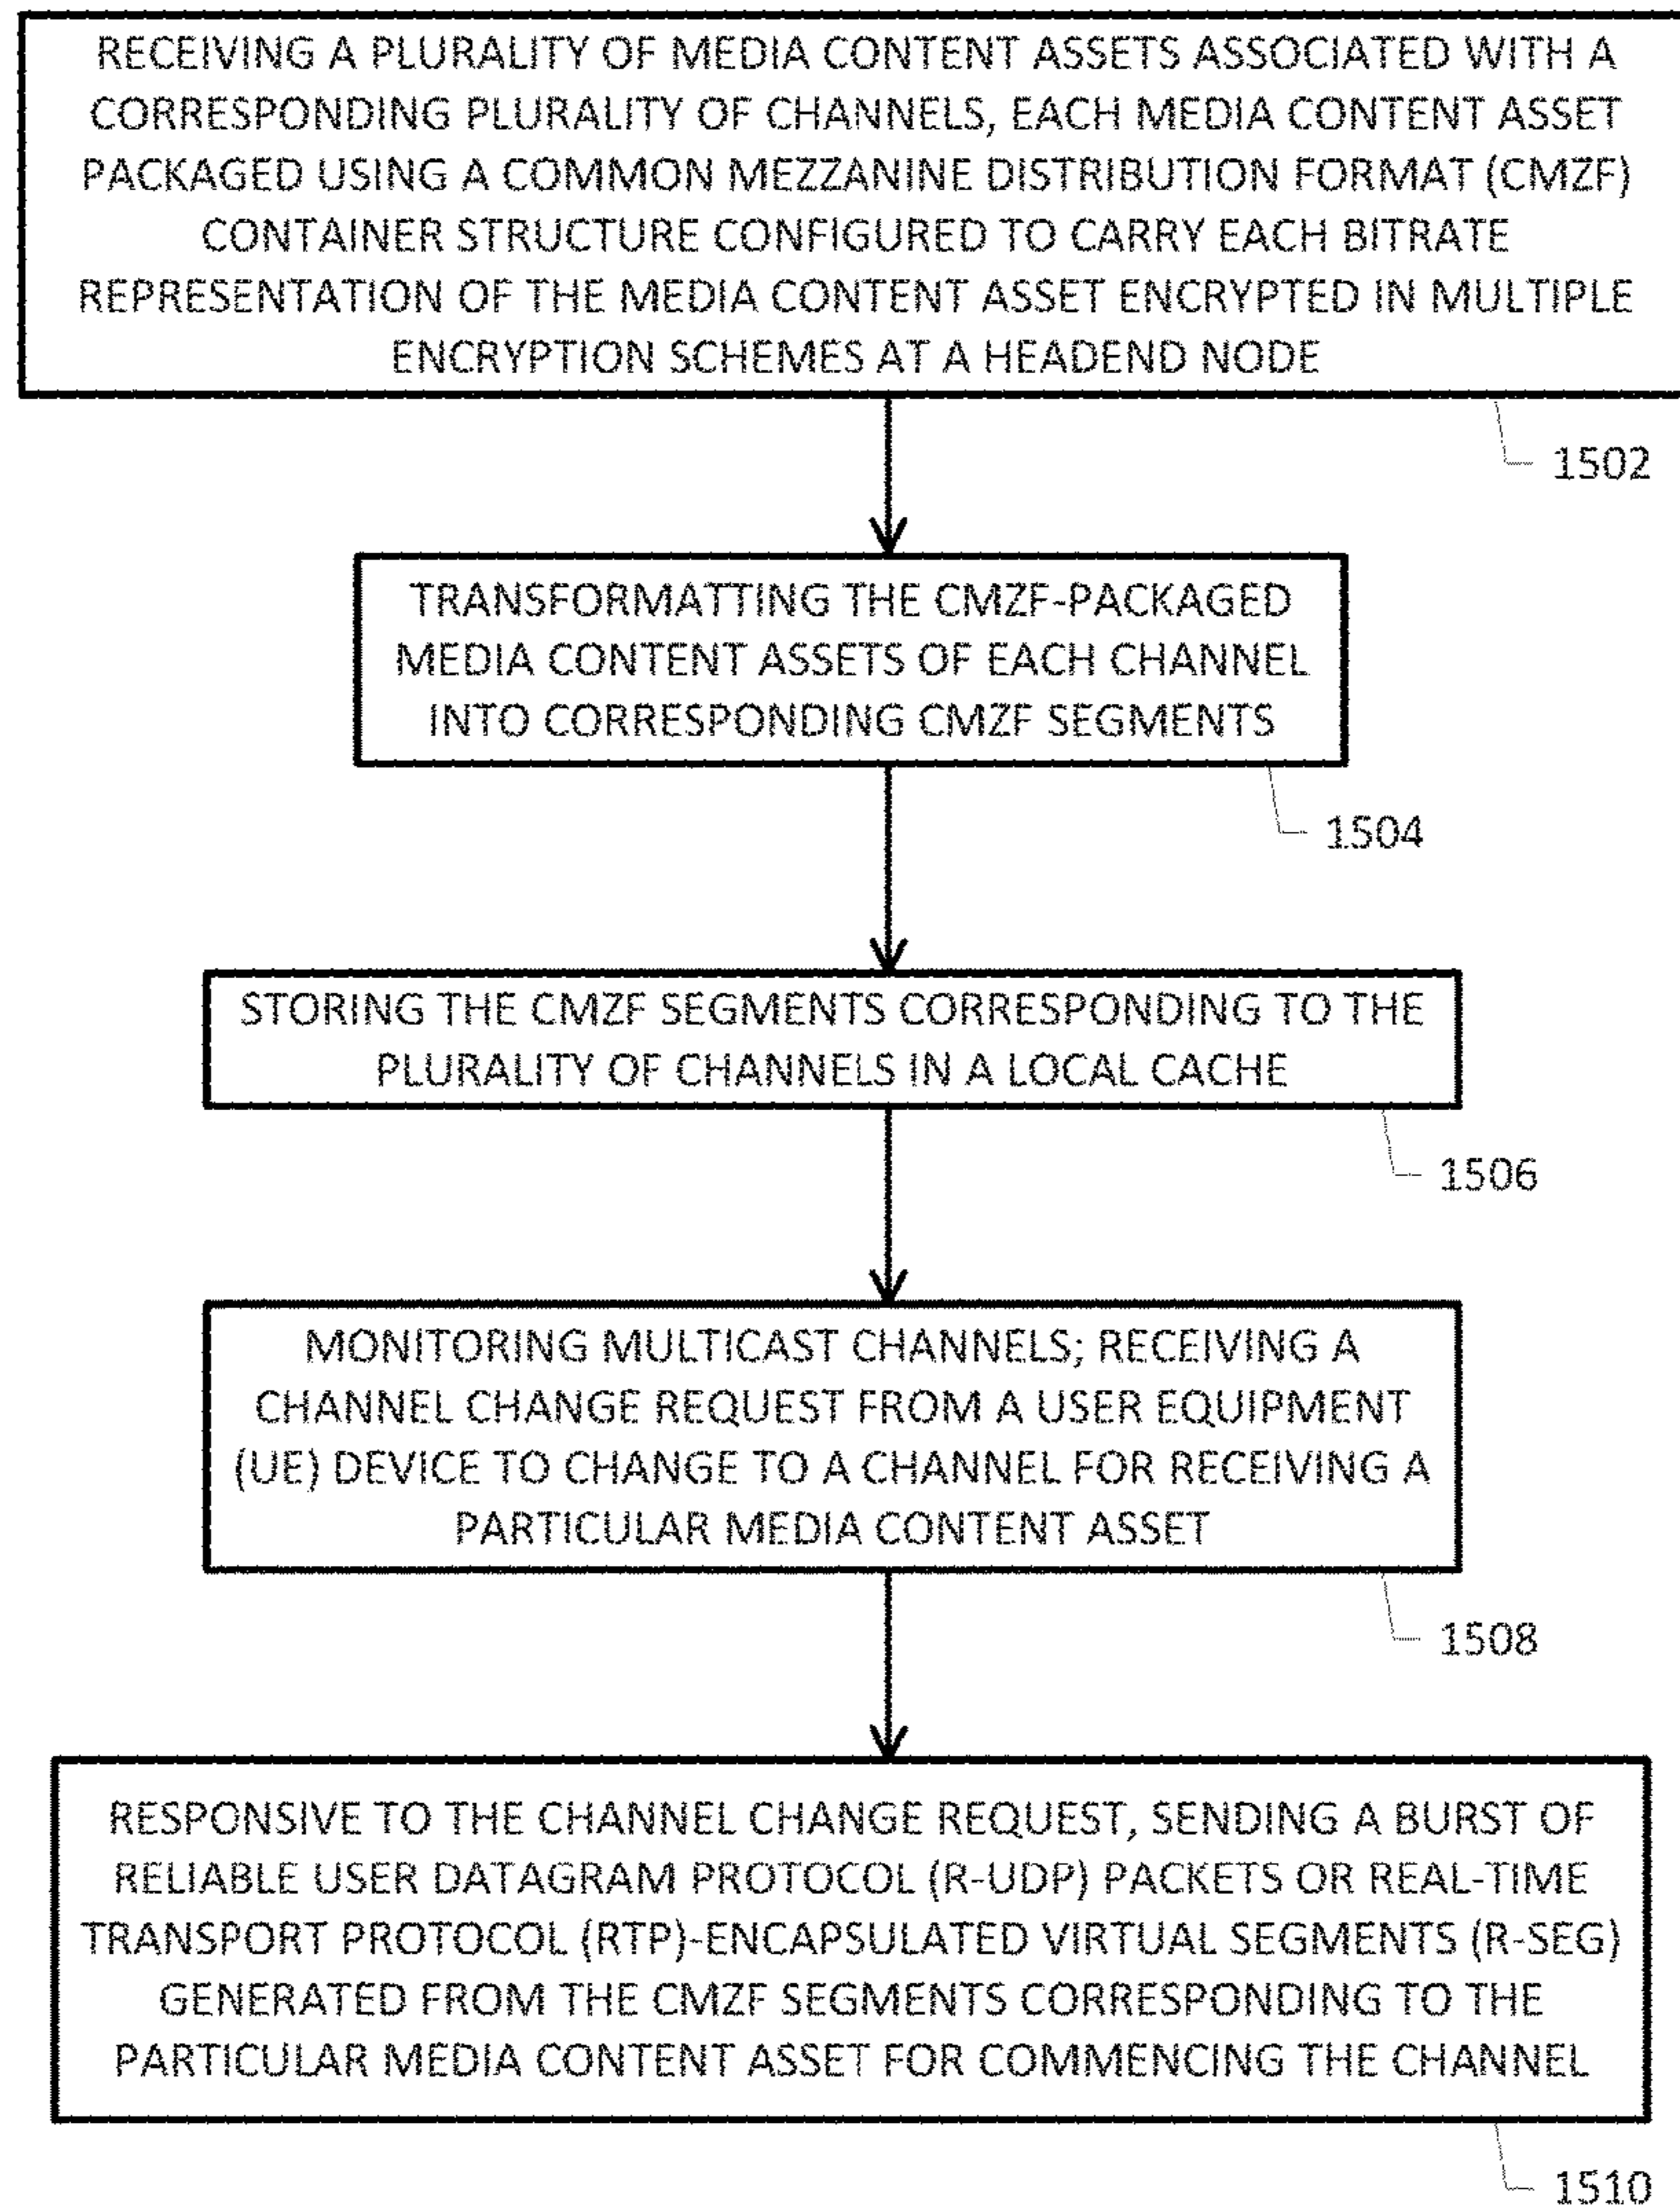 RECEIVING A PLURALITY OF MEDIA CONTENT ASSETS ASSOCIATED WITH A
CORRESPONDING PLURALITY OF CHANNELS, EACH MEDIA CONTENT ASSET
PACKAGED USING A COMMON MEZZANINE DISTRIBUTION FORMAT (CMZF)
CONTAINER STRUCTURE CONFIGURED TO CARRY EACH BITRATE
REPRESENTATION OF THE MEDIA CONTENT ASSET ENCRYPTED IN MULTIPLE
ENCRYPTION SCHEMES AT A HEADEND NODE
1502
TRANSFORMATTING THE CMZF-PACKAGED
MEDIA CONTENT ASSETS OF EACH CHANNEL
INTO CORRESPONDING CMZF SEGMENTS
1504
STORING THE CMZF SEGMENTS CORRESPONDING TO THE
PLURALITY OF CHANNELS IN A LOCAL CACHE
1506
MONITORING MULTICAST CHANNELS; RECEIVING A
CHANNEL CHANGE REQUEST FROM A USER EQUIPMENT
(UE) DEVICE TO CHANGE TO A CHANNEL FOR RECEIVING A
PARTICULAR MEDIA CONTENT ASSET
1508
RESPONSIVE TO THE CHANNEL CHANGE REQUEST, SENDING A BURST OF
RELIABLE USER DATAGRAM PROTOCOL (R-UDP) PACKETS OR REAL-TIME
TRANSPORT PROTOCOL (RTP)-ENCAPSULATED VIRTUAL SEGMENTS (R-SEG)
GENERATED FROM THE CMZF SEGMENTS CORRESPONDING TO THE
PARTICULAR MEDIA CONTENT ASSET FOR COMMENCING THE CHANNEL
1510